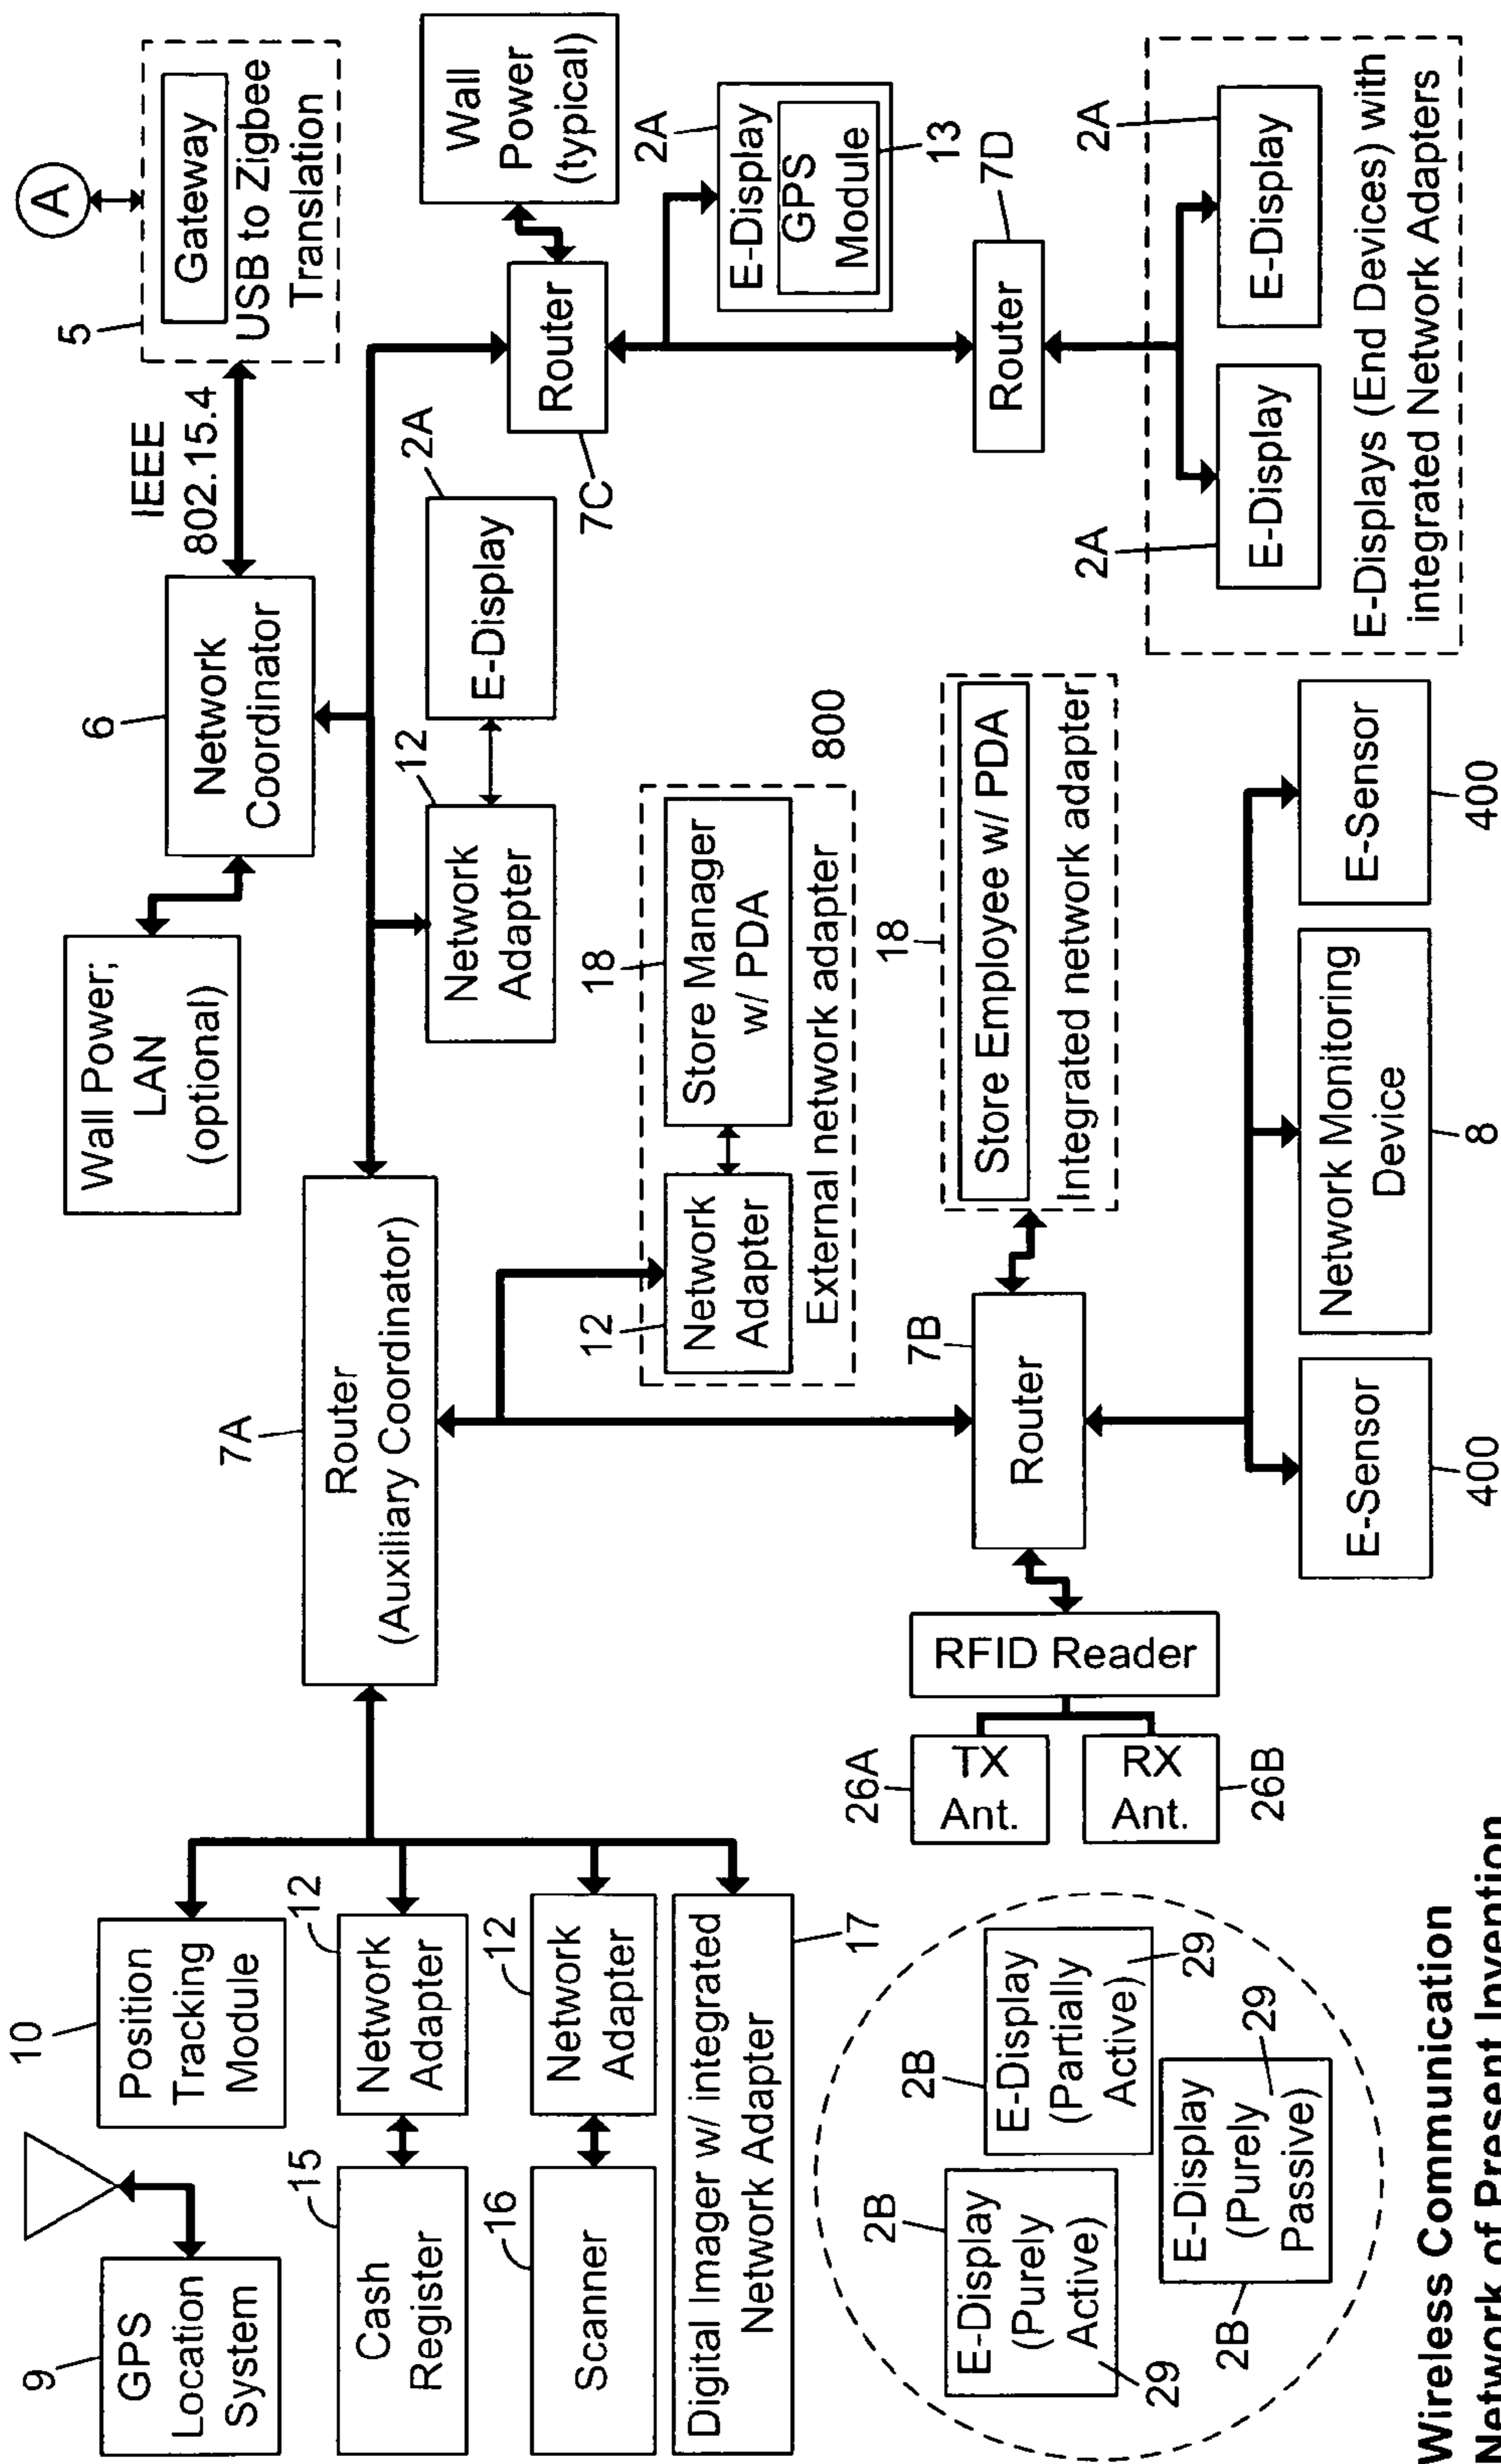 A
Gateway
USB to Zigbee
Translation
5
IEEE
802.15.4
6
Network
Coordinator
Wall Power;
LAN
(optional)
Wall
Power
(typical)
Router
7C
2A
E-Display
GPS
Module
13
7D
Router
2A
E-Display
2A
E-Display
E-Displays (End Devices) with
integrated Network Adapters
12
Network
Adapter
2A
E-Display
7A
Router
(Auxiliary Coordinator)
12
Network
Adapter
18
Store Manager
w/ PDA
External network adapter
800
18
Store Employee w/ PDA
Integrated network adapter
7B
Router
E-Sensor
400
Network Monitoring
Device
8
E-Sensor
400
RFID Reader
26A
TX
Ant.
RX
Ant.
26B
10
Position
Tracking
Module
9
GPS
Location
System
12
Network
Adapter
15
Cash
Register
12
Network
Adapter
16
Scanner
Digital Imager w/ integrated
Network Adapter
17
2B
E-Display
(Purely
Active)
29
2B
E-Display
(Partially
Active)
29
2B
E-Display
(Purely
Passive)
29
Wireless Communication
Network of Present Invention